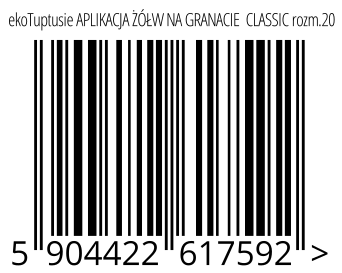 ekoTuptusie APLIKACJA ŻÓŁW NA GRANACIE  CLASSIC rozm.20
5 904422 617592 >